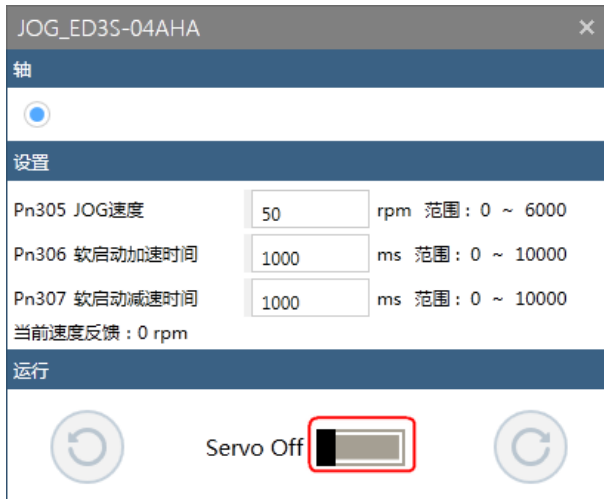 JOG_ED3S-04AHA
轴
设置
Pn305 JOG速度 50 rpm 范围：0 ~ 6000
Pn306 软启动加速时间 1000 ms 范围：0 ~ 10000
Pn307 软启动减速时间 1000 ms 范围：0 ~ 10000
当前速度反馈：0 rpm
运行
Servo Off